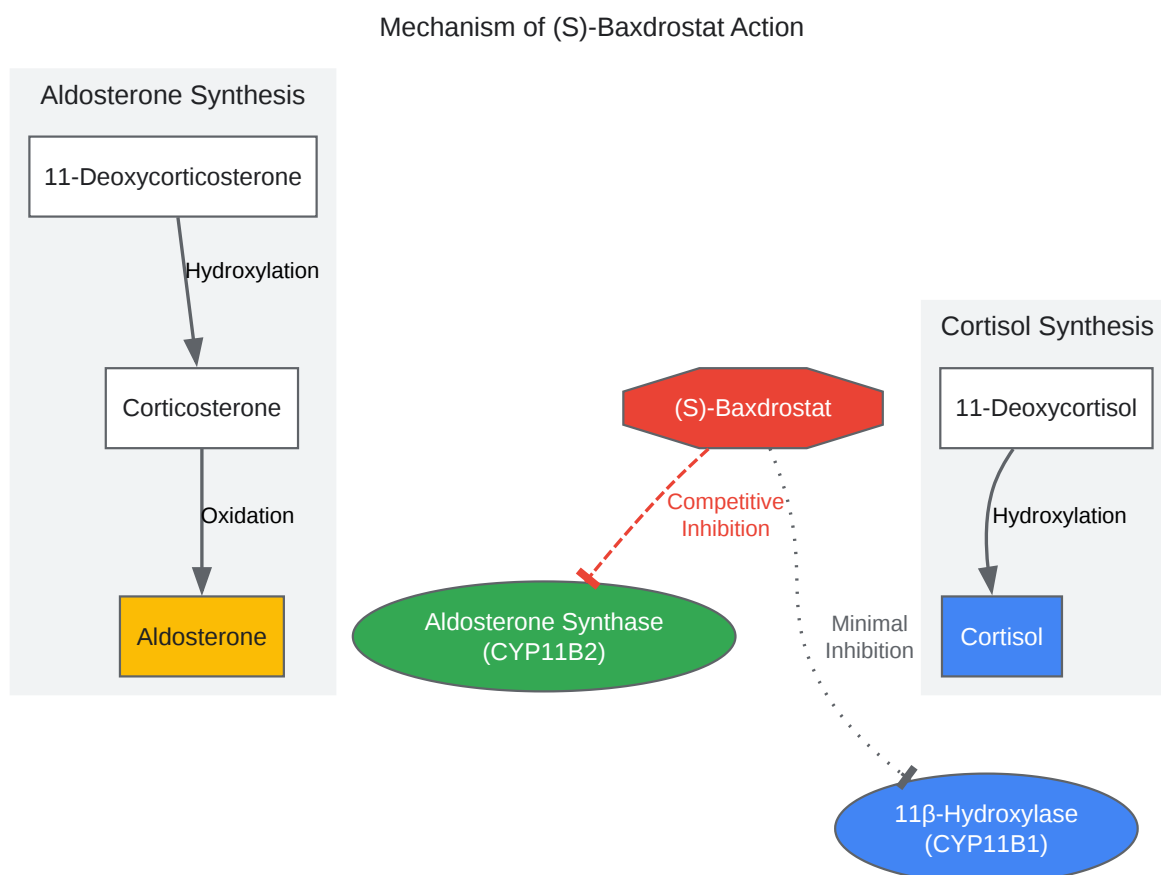 Mechanism of (S)-Baxdrostat Action
Aldosterone Synthesis
11-Deoxycorticosterone
Hydroxylation
Corticosterone
Oxidation
Aldosterone
(S)-Baxdrostat
Competitive
Inhibition
Aldosterone Synthase
(CYP11B2)
Minimal
Inhibition
11β-Hydroxylase
(CYP11B1)
Cortisol Synthesis
11-Deoxycortisol
Hydroxylation
Cortisol